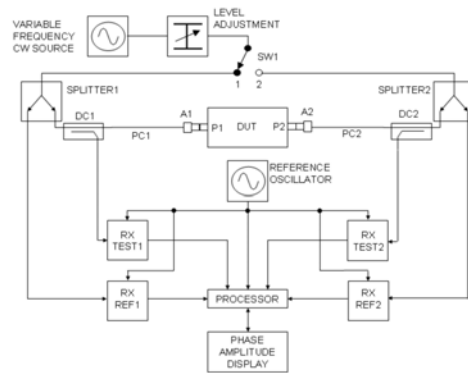 VARIABLE
FREQUENCY
CW SOURCE
LEVEL
ADJUSTMENT
SW1
1
2
SPLITTER1
SPLITTER2
DC1
A1
A2
DC2
P1
DUT
P2
PC1
PC2
REFERENCE
OSCILLATOR
RX
TEST1
RX
TEST2
RX
REF1
PROCESSOR
RX
REF2
PHASE
AMPLITUDE
DISPLAY